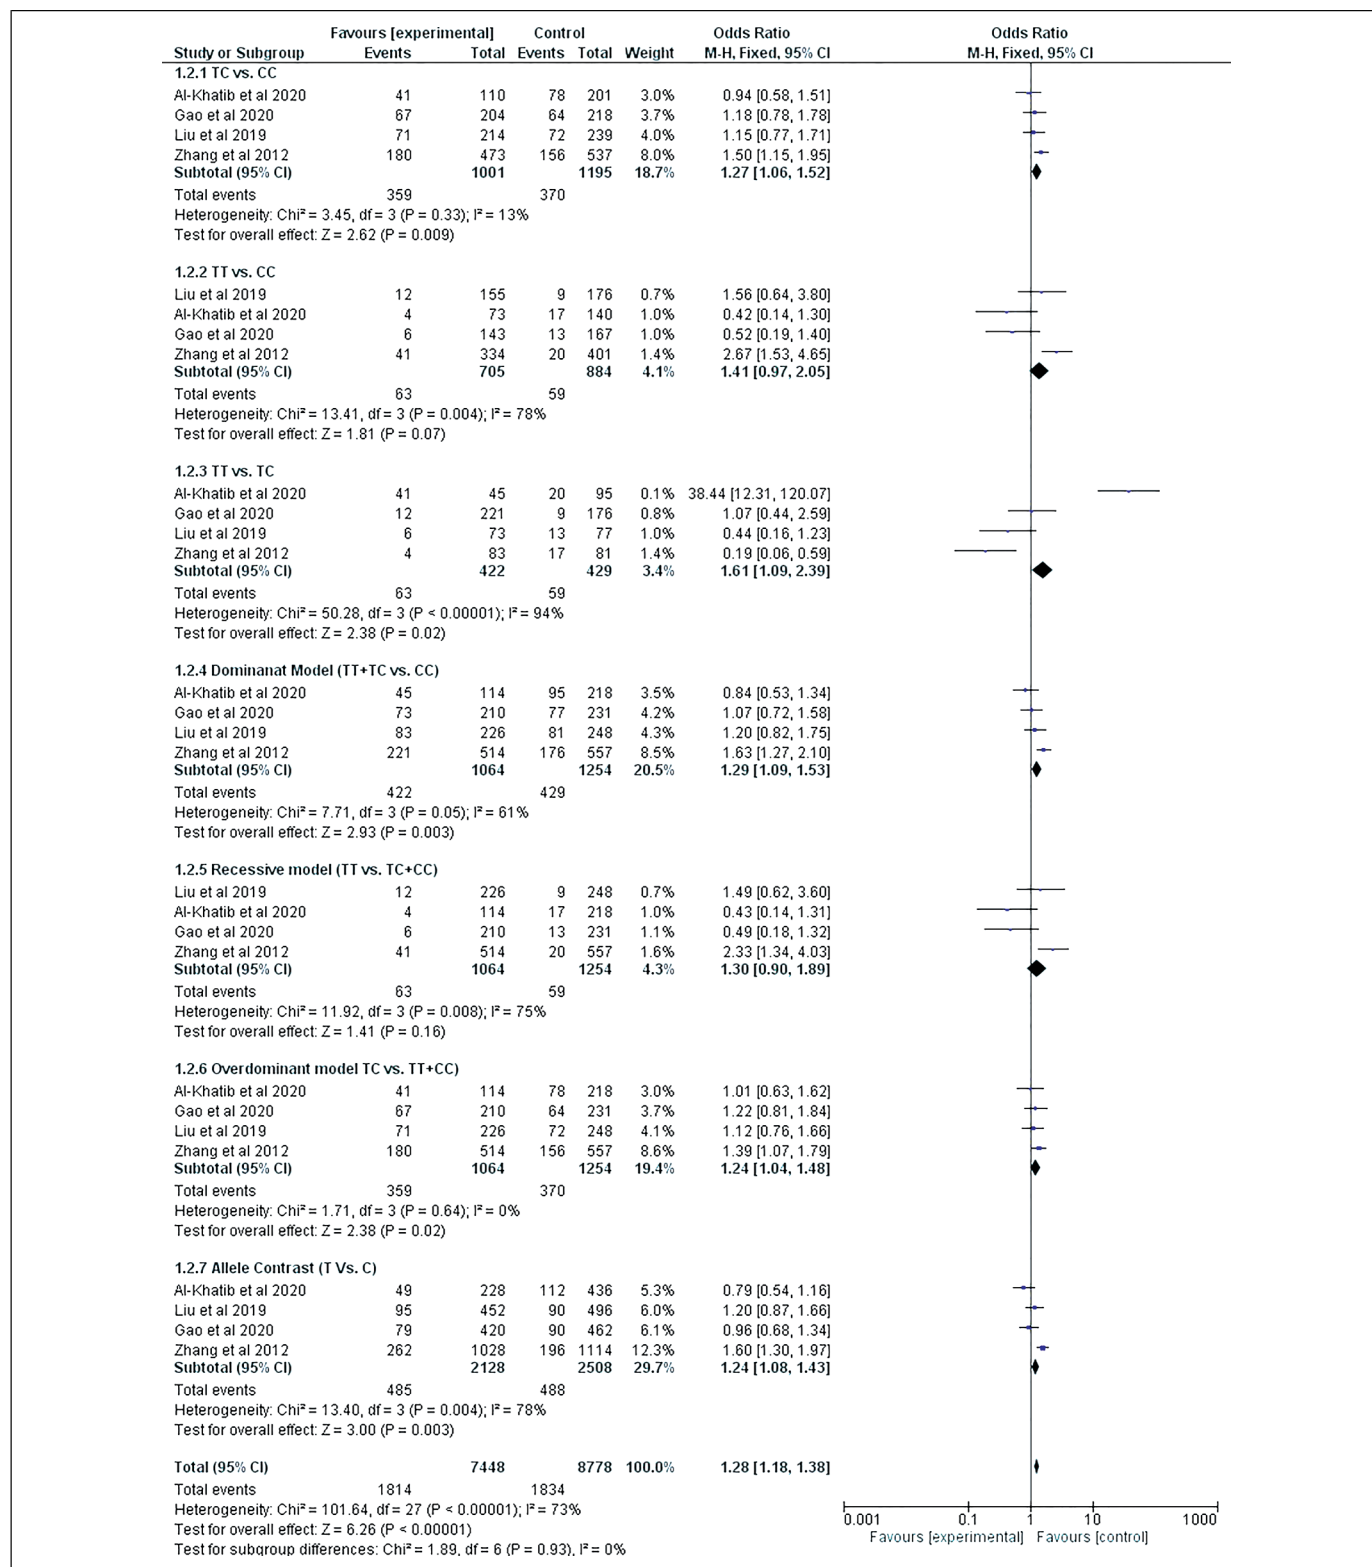 Favours [experimental] Control Odds Ratio Odds Ratio
Study or Subgroup Events Total Events Total Weight M-H, Fixed, 95% CI M-H, Fixed, 95% CI
1.2.1 TC vs. CC
Al-Khatib et al 2020 41 110 78 201 3.0% 0.94 [0.58, 1.51]
Gao et al 2020 67 204 64 218 3.7% 1.18 [0.78, 1.78]
Liu et al 2019 71 214 72 239 4.0% 1.15 [0.77, 1.71]
Zhang et al 2012 180 473 156 537 8.0% 1.50 [1.15, 1.95]
Subtotal (95% CI) 1001 1195 18.7% 1.27 [1.06, 1.52]
Total events 359 370
Heterogeneity: Chi² = 3.45, df = 3 (P = 0.33); I² = 13%
Test for overall effect: Z = 2.62 (P = 0.009)
1.2.2 TT vs. CC
Liu et al 2019 12 155 9 176 0.7% 1.56 [0.64, 3.80]
Al-Khatib et al 2020 4 73 17 140 1.0% 0.42 [0.14, 1.30]
Gao et al 2020 6 143 13 167 1.0% 0.52 [0.19, 1.40]
Zhang et al 2012 41 334 20 401 1.4% 2.67 [1.53, 4.65]
Subtotal (95% CI) 705 884 4.1% 1.41 [0.97, 2.05]
Total events 63 59
Heterogeneity: Chi² = 13.41, df = 3 (P = 0.004); I² = 78%
Test for overall effect: Z = 1.81 (P = 0.07)
1.2.3 TT vs. TC
Al-Khatib et al 2020 41 45 20 95 0.1% 38.44 [12.31, 120.07]
Gao et al 2020 12 221 9 176 0.8% 1.07 [0.44, 2.59]
Liu et al 2019 6 73 13 77 1.4% 0.44 [0.16, 1.23]
Zhang et al 2012 4 83 17 81 1.4% 0.19 [0.06, 0.59]
Subtotal (95% CI) 422 429 3.4% 1.61 [1.09, 2.39]
Total events 63 59
Heterogeneity: Chi² = 50.28, df = 3 (P < 0.00001); I² = 94%
Test for overall effect: Z = 2.38 (P = 0.02)
1.2.4 Dominanat Model (TT+TC vs. CC)
Al-Khatib et al 2020 45 114 95 218 3.5% 0.84 [0.53, 1.34]
Gao et al 2020 73 210 77 231 4.2% 1.07 [0.72, 1.58]
Liu et al 2019 83 226 81 248 4.3% 1.20 [0.82, 1.75]
Zhang et al 2012 221 514 176 557 8.5% 1.63 [1.27, 2.10]
Subtotal (95% CI) 1064 1254 20.5% 1.29 [1.09, 1.53]
Total events 422 429
Heterogeneity: Chi² = 7.71, df = 3 (P = 0.05); I² = 61%
Test for overall effect: Z = 2.93 (P = 0.003)
1.2.5 Recessive model (TT vs. TC+CC)
Liu et al 2019 12 226 9 248 0.7% 1.49 [0.62, 3.60]
Al-Khatib et al 2020 4 114 17 218 1.0% 0.43 [0.14, 1.31]
Gao et al 2020 6 210 13 231 1.1% 0.49 [0.18, 1.32]
Zhang et al 2012 41 514 20 557 1.6% 2.33 [1.34, 4.03]
Subtotal (95% CI) 1064 1254 4.3% 1.30 [0.90, 1.89]
Total events 63 59
Heterogeneity: Chi² = 11.92, df = 3 (P = 0.008); I² = 75%
Test for overall effect: Z = 1.41 (P = 0.16)
1.2.6 Overdominant model TC vs. TT+CC)
Al-Khatib et al 2020 41 114 78 218 3.0% 1.01 [0.63, 1.62]
Gao et al 2020 67 210 64 231 3.7% 1.22 [0.81, 1.84]
Liu et al 2019 71 226 72 248 4.1% 1.12 [0.76, 1.66]
Zhang et al 2012 180 514 156 557 8.6% 1.39 [1.07, 1.79]
Subtotal (95% CI) 1064 1254 19.4% 1.24 [1.04, 1.48]
Total events 359 370
Heterogeneity: Chi² = 1.71, df = 3 (P = 0.64); I² = 0%
Test for overall effect: Z = 2.38 (P = 0.02)
1.2.7 Allele Contrast (T Vs. C)
Al-Khatib et al 2020 49 228 112 436 5.3% 0.79 [0.54, 1.16]
Liu et al 2019 95 452 90 496 6.0% 1.20 [0.87, 1.66]
Gao et al 2020 79 420 90 462 6.1% 0.96 [0.68, 1.34]
Zhang et al 2012 262 1028 196 1114 12.3% 1.60 [1.30, 1.97]
Subtotal (95% CI) 2128 2508 29.7% 1.24 [1.08, 1.43]
Total events 485 488
Heterogeneity: Chi² = 13.40, df = 3 (P = 0.004); I² = 78%
Test for overall effect: Z = 3.00 (P = 0.003)
Total (95% CI) 7448 8778 100.0% 1.28 [1.18, 1.38]
Total events 1814 1834
Heterogeneity: Chi² = 101.64, df = 27 (P < 0.00001); I² = 73%
Test for overall effect: Z = 6.26 (P < 0.00001)
Test for subgroup differences: Chi² = 1.89, df = 6 (P = 0.93), I² = 0%
0.001 0.1 1 10 1000
Favours [experimental] Favours [control]